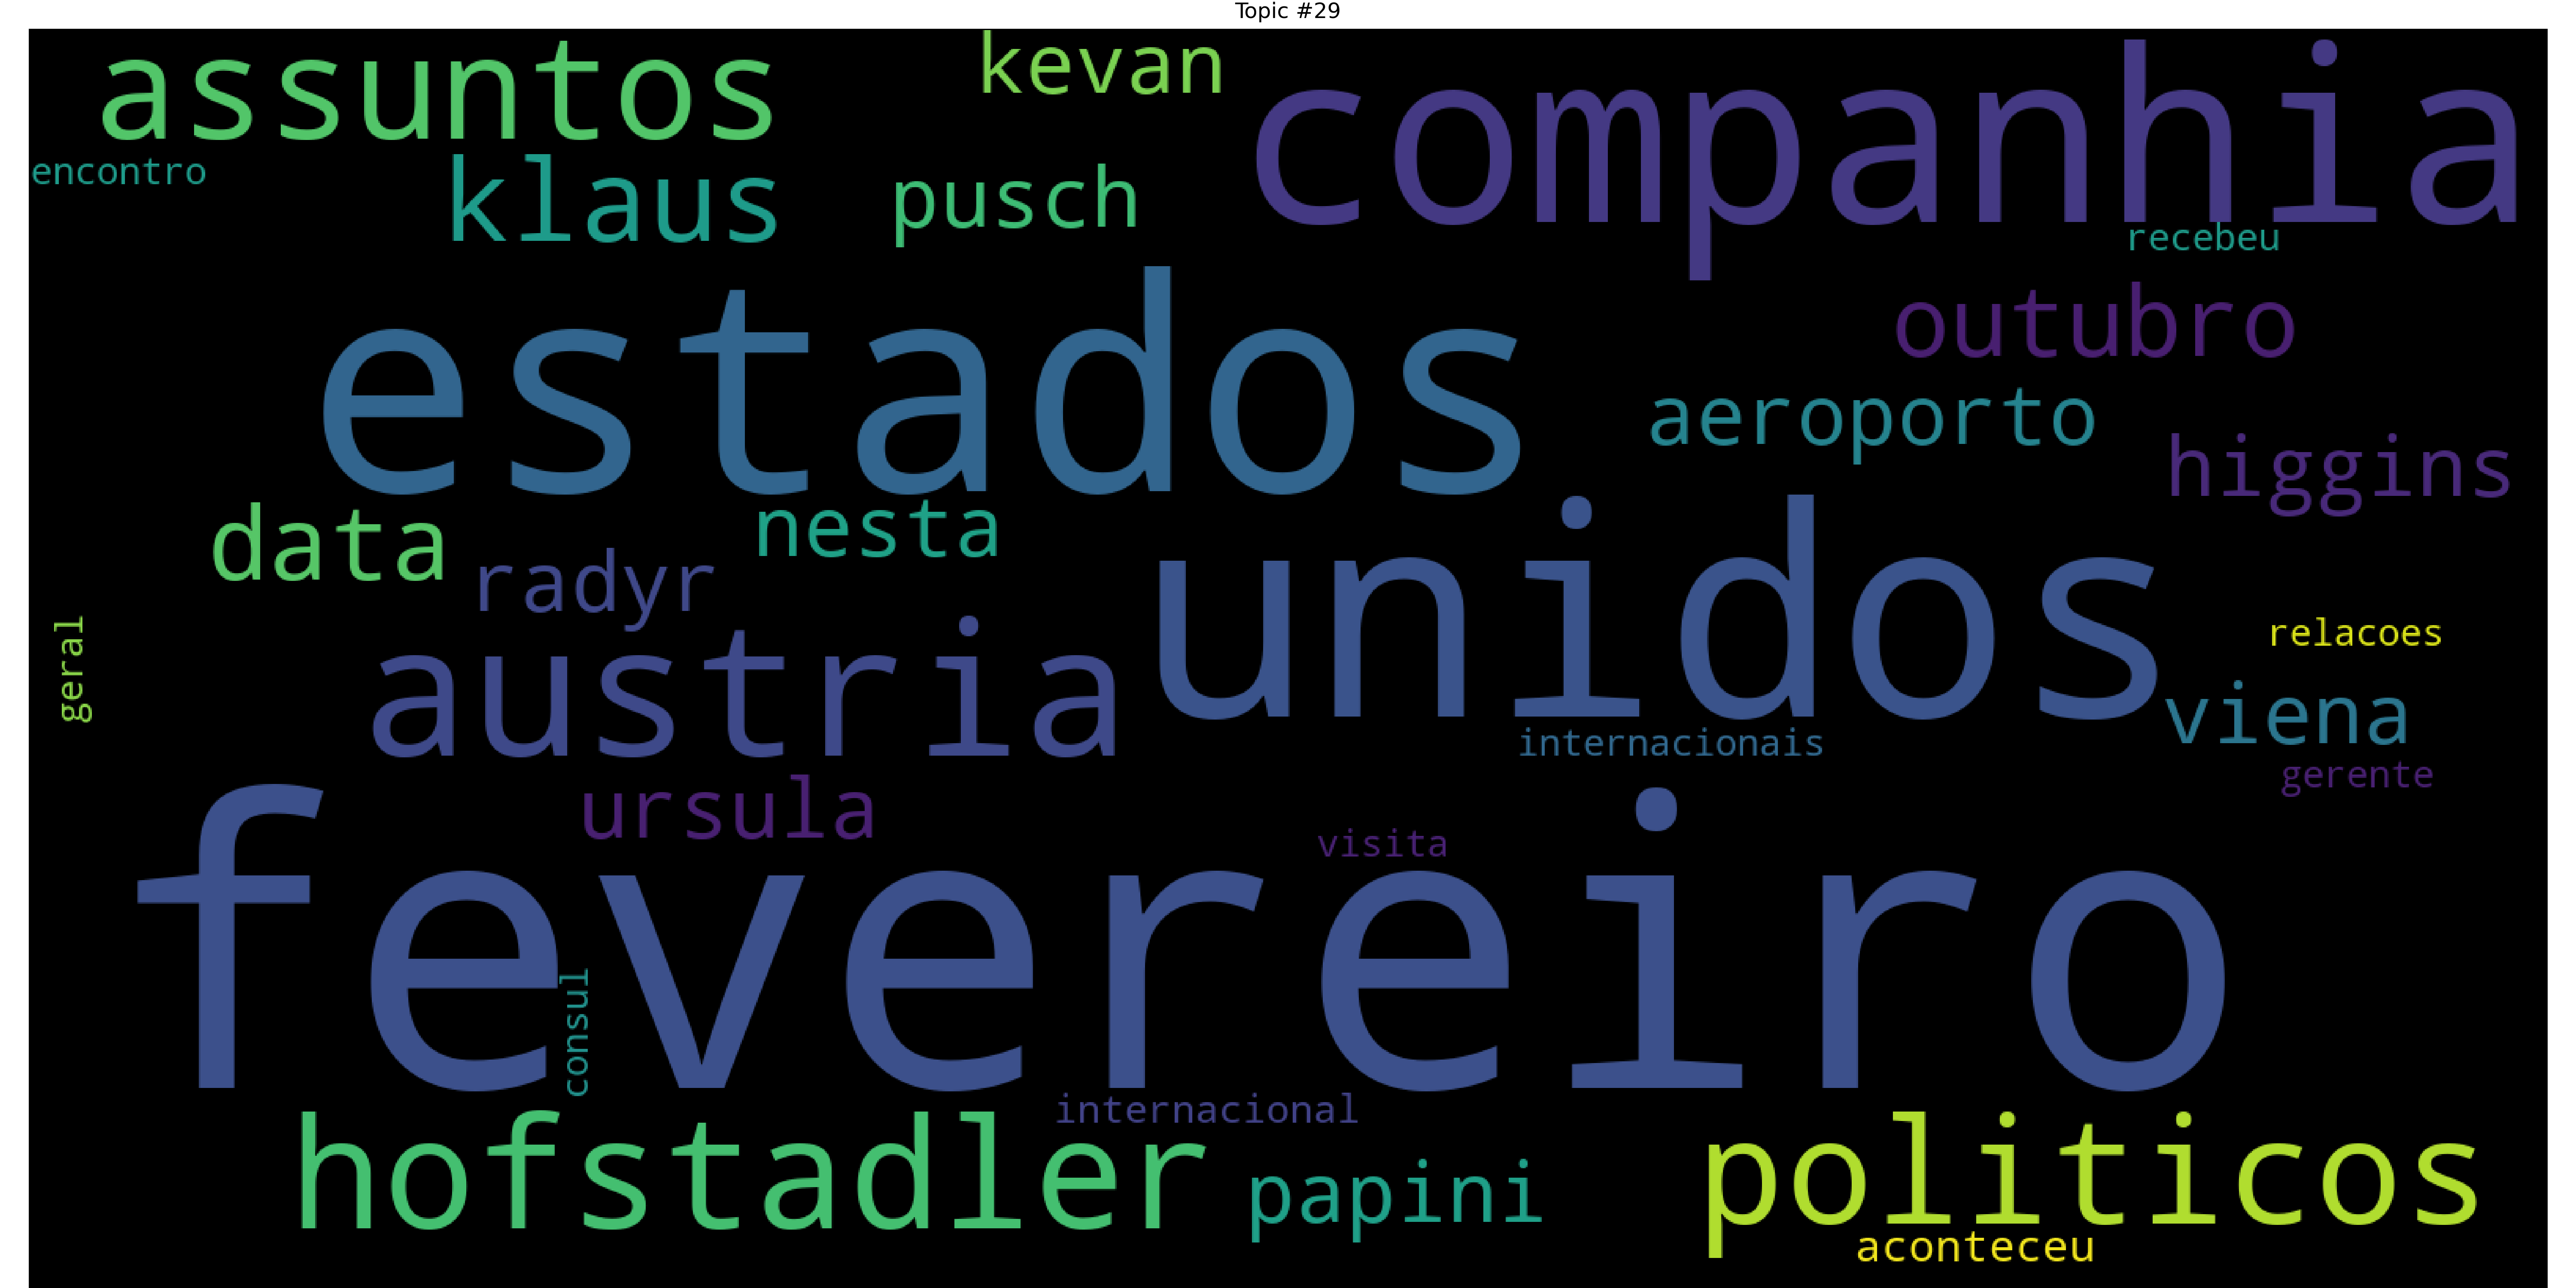 Topic #29
assuntos
kevan
companhia
encontro
klaus
pusch
recebeu
estados
outubro
aeroporto
higgins
data
nesta
radyr
unidos
geral
austria
relacoes
viena
internacionais
gerente
ursula
visita
fevereiro
consul
internacional
hofstadler
papini
politicos
aconteceu